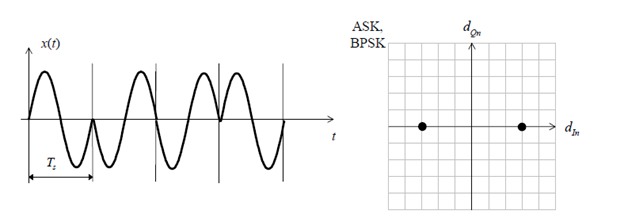 x(t)
t
T_s
ASK,
BPSK
d_Qn
d_In